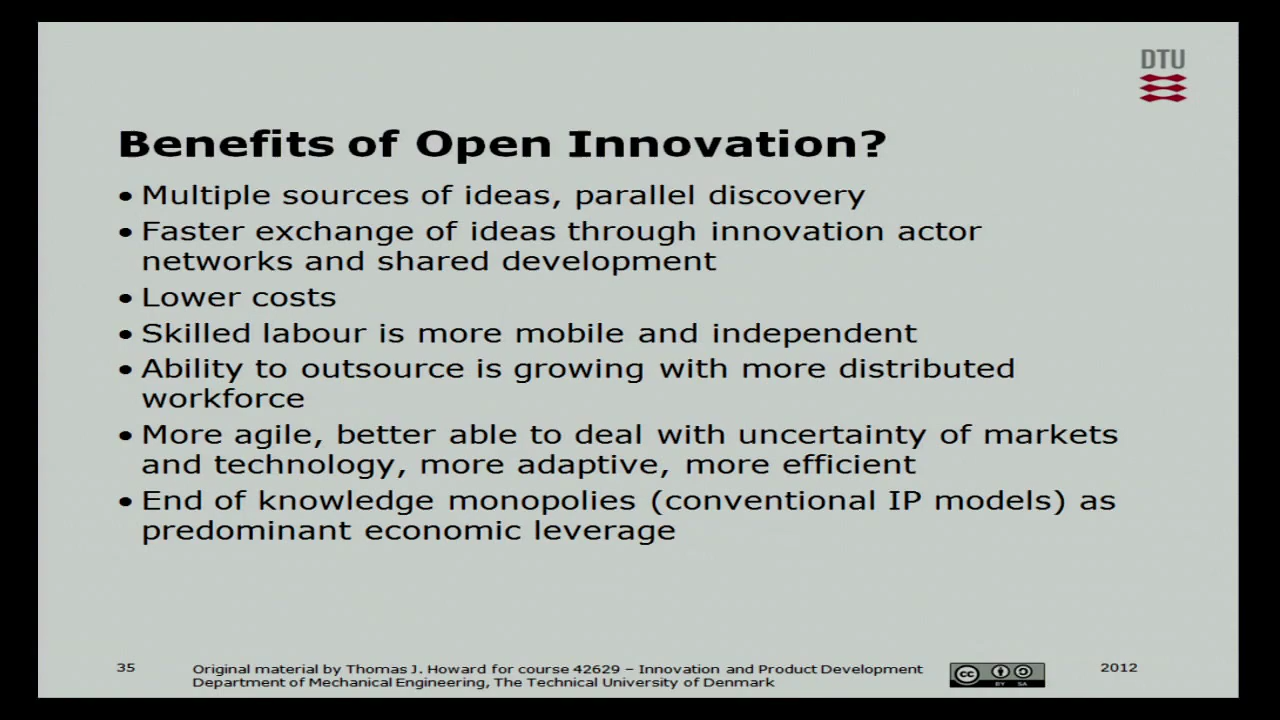 DTU
Benefits of Open Innovation?
• Multiple sources of ideas, parallel discovery
• Faster exchange of ideas through innovation actor
networks and shared development
• Lower costs
• Skilled labour is more mobile and independent
• Ability to outsource is growing with more distributed
workforce
• More agile, better able to deal with uncertainty of markets
and technology, more adaptive, more efficient
• End of knowledge monopolies (conventional IP models) as
predominant economic leverage
35
Original material by Thomas J. Howard for course 42629 – Innovation and Product Development
Department of Mechanical Engineering, The Technical University of Denmark
cc
BY SA
2012